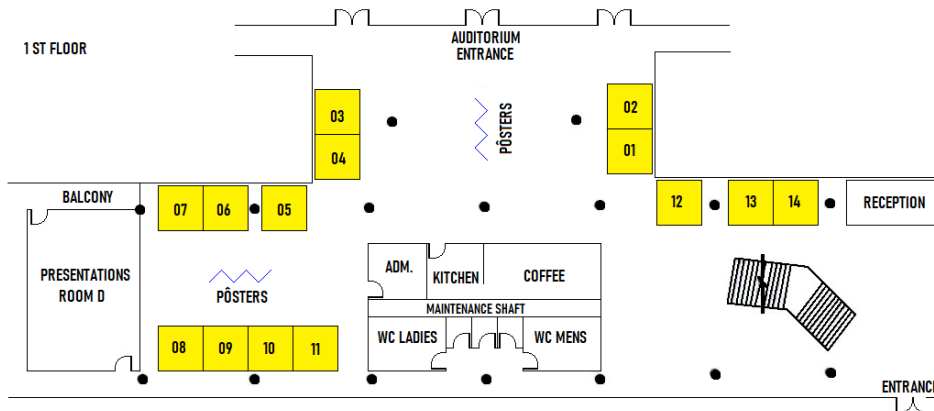 AUDITORIUM
ENTRANCE
1 ST FLOOR
02
03
PÔSTERS
01
04
BALCONY
07
06
05
12
13
14
RECEPTION
PRESENTATIONS
ROOM D
ADM.
KITCHEN
COFFEE
PÔSTERS
MAINTENANCE SHAFT
WC LADIES
WC MENS
08
09
10
11
ENTRANCE